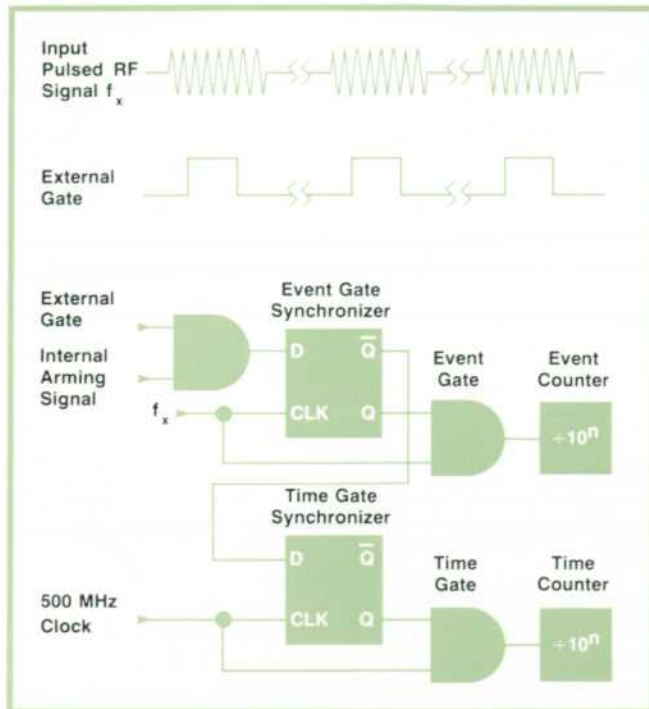 Input
Pulsed RF
Signal fₓ
External
Gate
External
Gate
Internal
Arming
Signal
fₓ
Event Gate
Synchronizer
D Q̅
CLK Q
Event
Gate
Event
Counter
÷10ⁿ
Time Gate
Synchronizer
D Q̅
CLK Q
500 MHz
Clock
Time
Gate
Time
Counter
÷10ⁿ